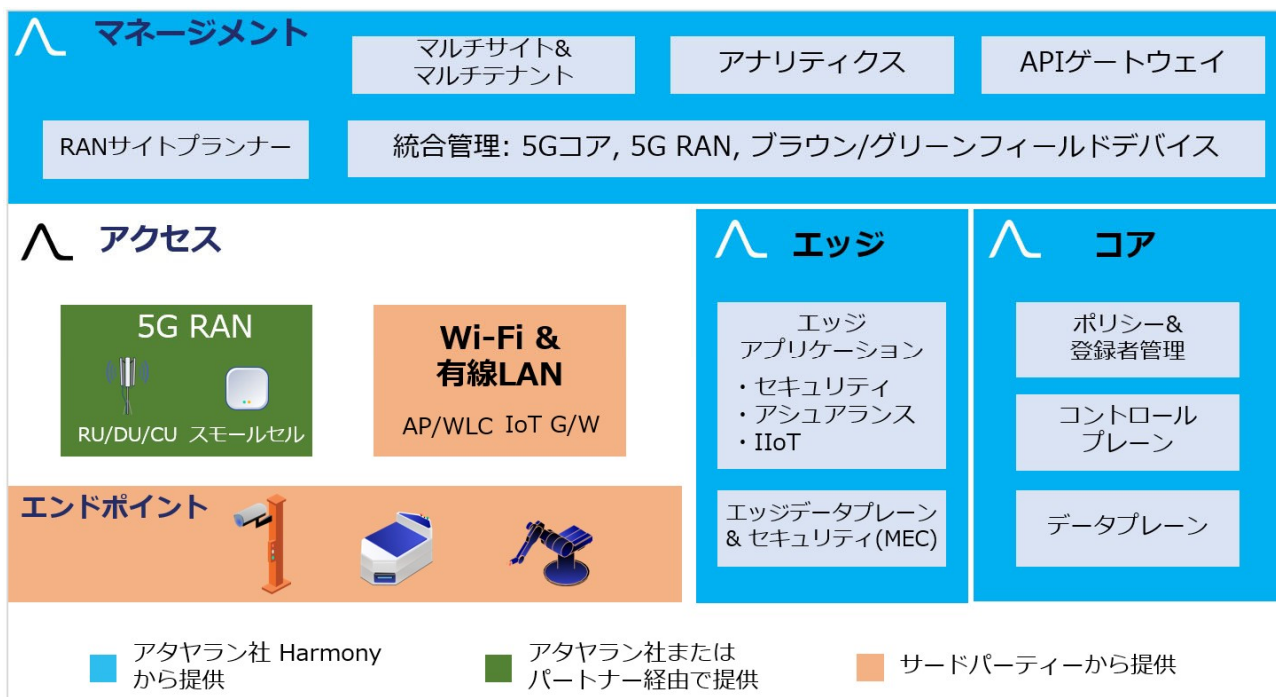 マネージメント
マルチサイト&
マルチテナント
アナリティクス
APIゲートウェイ
RANサイトプランナー
統合管理: 5Gコア, 5G RAN, ブラウン/グリーンフィールドデバイス
アクセス
5G RAN
RU/DU/CU スモールセル
Wi-Fi &
有線LAN
AP/WLC IoT G/W
エンドポイント
エッジ
エッジ
アプリケーション
・セキュリティ
・アシュアランス
・IIoT
エッジデータプレーン
& セキュリティ(MEC)
コア
ポリシー&
登録者管理
コントロール
プレーン
データプレーン
アタヤラン社 Harmony
から提供
アタヤラン社または
パートナー経由で提供
サードパーティーから提供